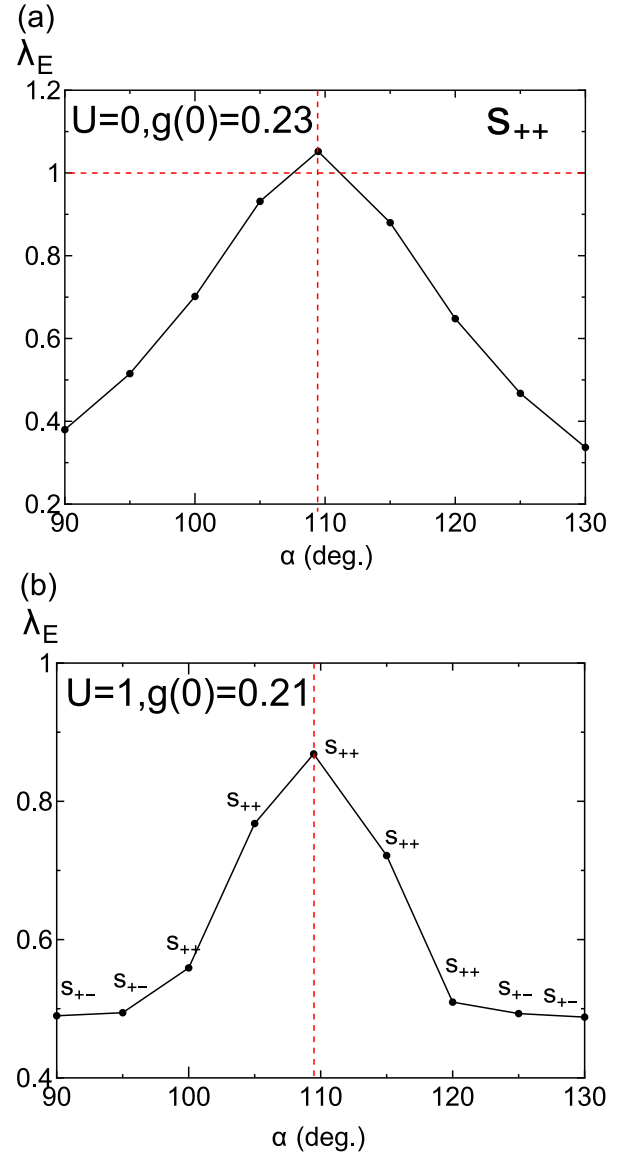 (a)
λE
1.2
U=0,g(0)=0.23 S++
1
0.8
0.6
0.4
0.2
90 100 110 120 130
α (deg.)
(b)
λE
1
U=1,g(0)=0.21
s++
s++
0.8
s++
s++
0.6
s+− s+− s++ s+− s+−
0.4
90 100 110 120 130
α (deg.)